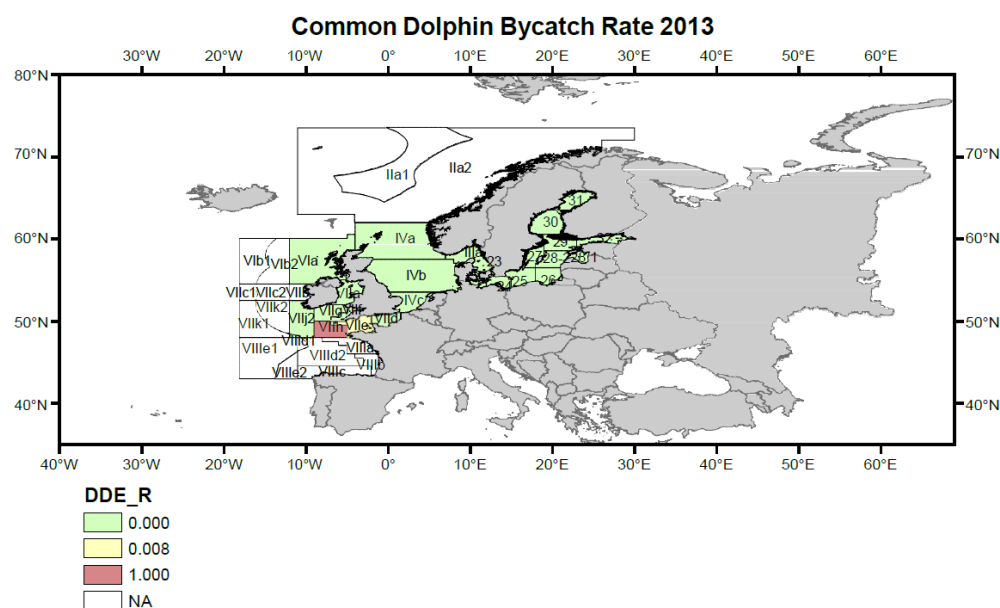 Common Dolphin Bycatch Rate 2013
30°W 20°W 10°W 0° 10°E 20°E 30°E 40°E 50°E 60°E
80°N
70°N 70°N
IIa1 IIa2
31
30
60°N 60°N
IVa
29
IIIa
23
VIb1 VIb2 VIa
27 28
IVb
25 26
VIIc1 VIIc2 VIIb
VIIa
IVc
VIIk2
VIIj2 VIIg VIIf
VIId
50°N 50°N
VIIk1
VIIh VIIe
VIIId1
VIIIe1 VIIIa
VIIId2
VIIIb
VIIIe2 VIIIc
40°N 40°N
40°W 30°W 20°W 10°W 0° 10°E 20°E 30°E 40°E 50°E 60°E
DDE_R
0.000
0.008
1.000
NA